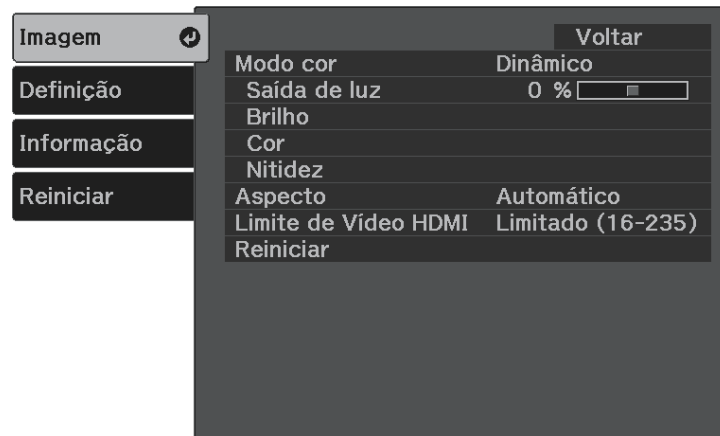 Imagem
Definição
Informação
Reiniciar
Voltar
Modo cor Dinâmico
Saída de luz 0 %
Brilho
Cor
Nitidez
Aspecto Automático
Limite de Vídeo HDMI Limitado (16-235)
Reiniciar